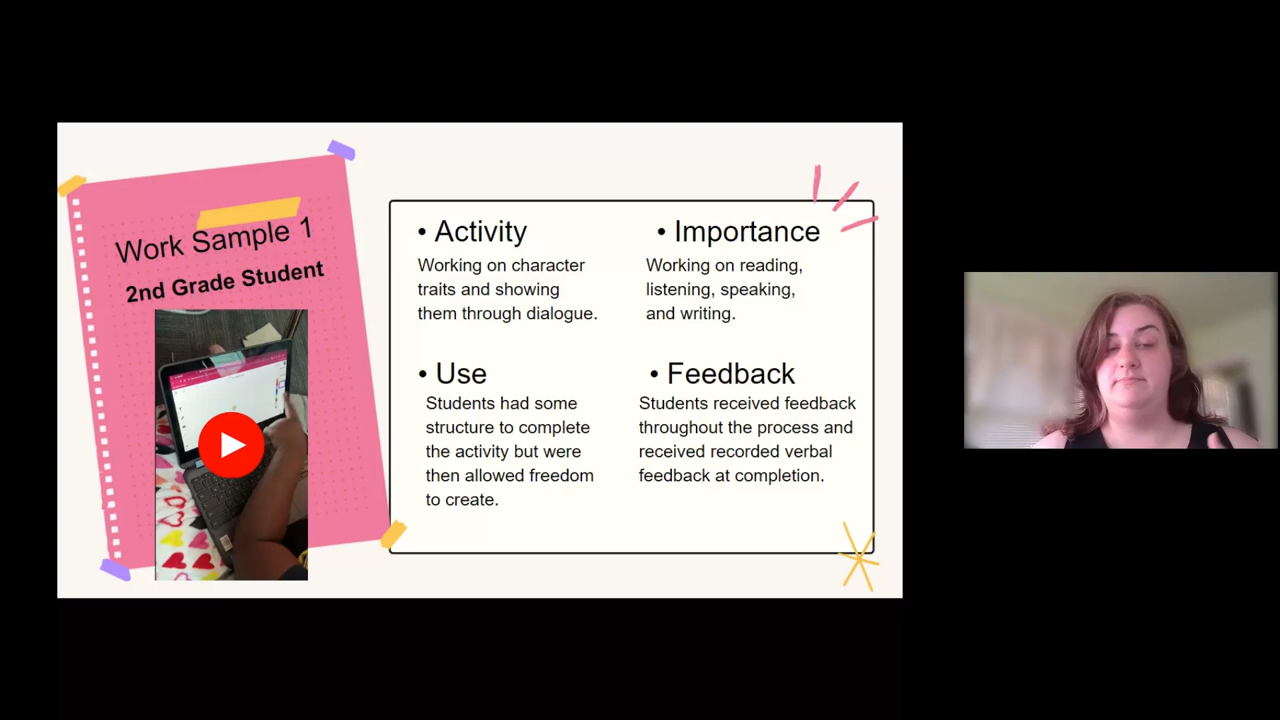 Work Sample 1
2nd Grade Student
• Activity
Working on character
traits and showing
them through dialogue.
• Importance
Working on reading,
listening, speaking,
and writing.
• Use
Students had some
structure to complete
the activity but were
then allowed freedom
to create.
• Feedback
Students received feedback
throughout the process and
received recorded verbal
feedback at completion.